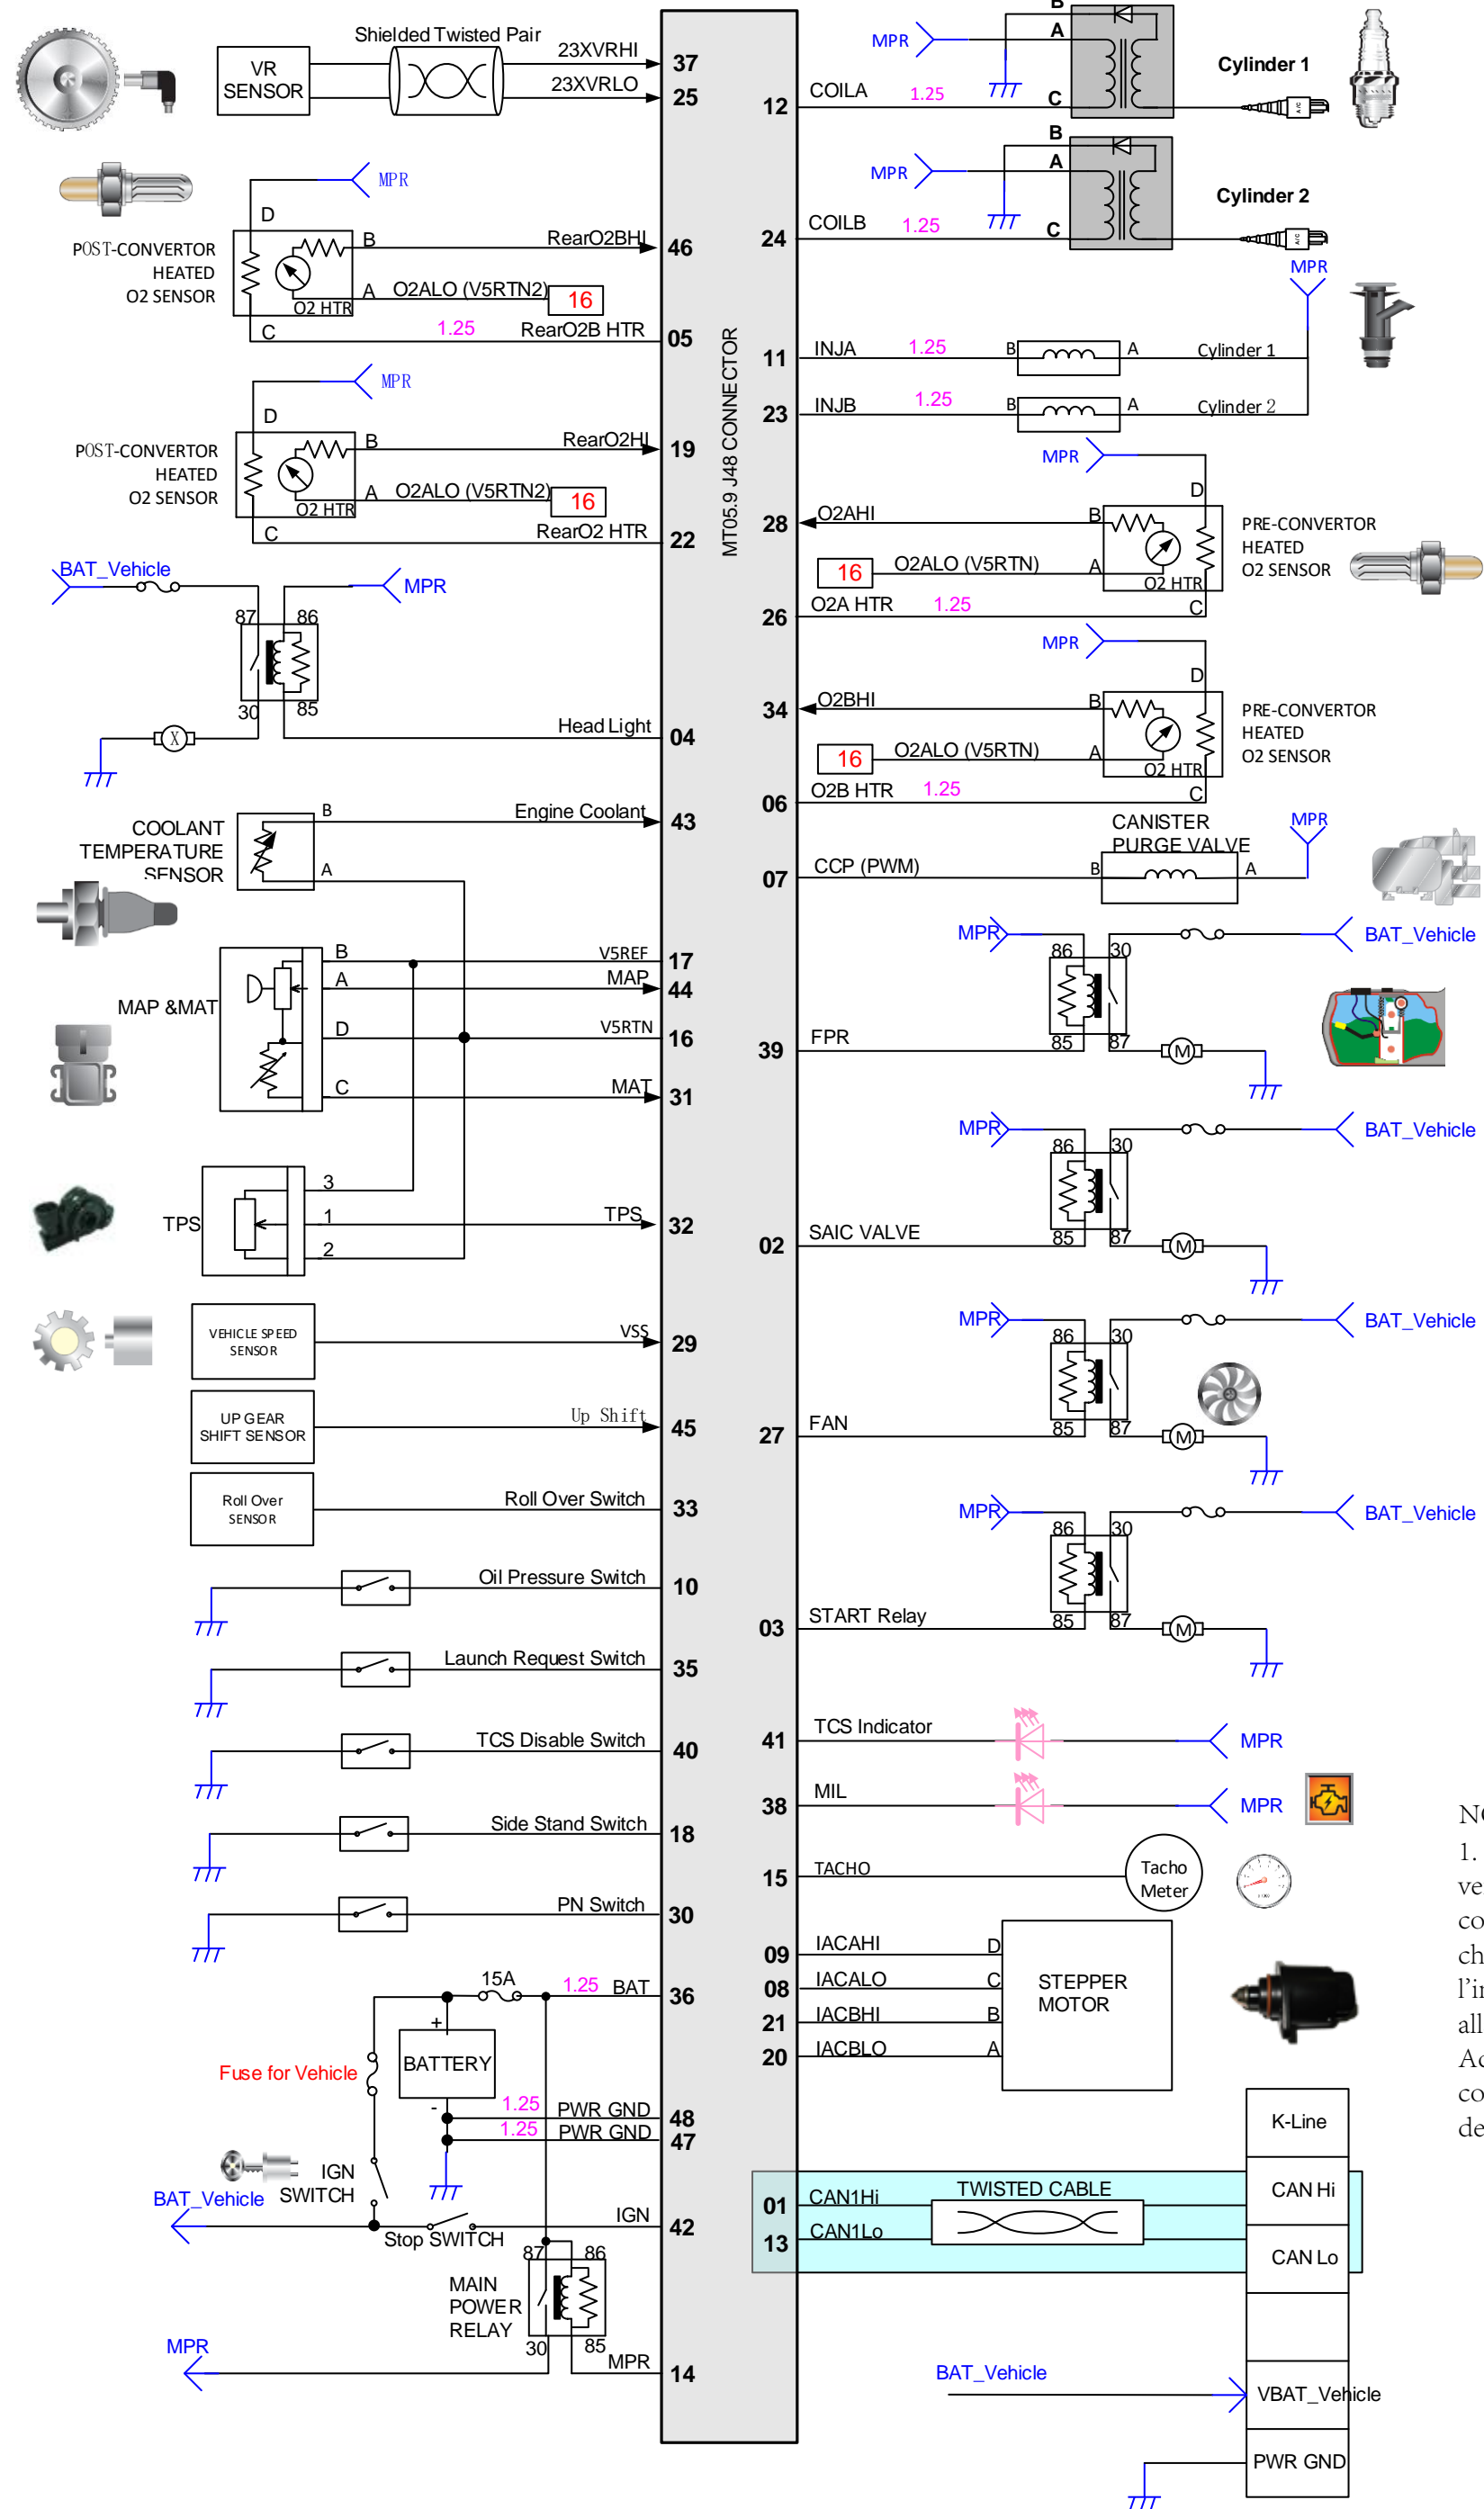 Shielded Twisted Pair
VR
SENSOR
23XVRHI
37
23XVRLO
25
MPR
D
POST-CONVERTOR
HEATED
O2 SENSOR
B
RearO2BHI
46
A
O2ALO (V5RTN2)
16
O2 HTR
C
1.25
RearO2B HTR
05
MPR
D
POST-CONVERTOR
HEATED
O2 SENSOR
B
RearO2HI
19
A
O2ALO (V5RTN2)
16
O2 HTR
C
RearO2 HTR
22
BAT_Vehicle
MPR
87
86
30
85
X
Head Light
04
COOLANT
TEMPERATURE
SENSOR
B
Engine Coolant
43
A
MAP &MAT
B
V5REF
17
A
MAP
44
D
V5RTN
16
C
MAT
31
TPS
3
1
TPS
32
2
VEHICLE SPEED
SENSOR
VSS
29
UP GEAR
SHIFT SENSOR
Up Shift
45
Roll Over
SENSOR
Roll Over Switch
33
Oil Pressure Switch
10
Launch Request Switch
35
TCS Disable Switch
40
Side Stand Switch
18
PN Switch
30
15A
1.25
BAT
36
+
BATTERY
-
Fuse for Vehicle
1.25
PWR GND
48
1.25
PWR GND
47
IGN
SWITCH
BAT_Vehicle
Stop SWITCH
IGN
42
87
86
MAIN
POWER
RELAY
30
85
MPR
MPR
14
MT05.9 J48 CONNECTOR
B
MPR
A
Cylinder 1
12
COILA
1.25
C
A/C
B
MPR
A
Cylinder 2
24
COILB
1.25
C
A/C
MPR
11
INJA
1.25
B
A
Cylinder 1
23
INJB
1.25
B
A
Cylinder 2
MPR
D
28
O2AHI
B
PRE-CONVERTOR
HEATED
O2 SENSOR
16
O2ALO (V5RTN)
A
O2 HTR
26
O2A HTR
1.25
C
MPR
D
34
O2BHI
B
PRE-CONVERTOR
HEATED
O2 SENSOR
16
O2ALO (V5RTN)
A
O2 HTR
06
O2B HTR
1.25
C
CANISTER
PURGE VALVE
MPR
07
CCP (PWM)
B
A
MPR
86
30
BAT_Vehicle
39
FPR
85
87
M
MPR
86
30
BAT_Vehicle
02
SAIC VALVE
85
87
M
MPR
86
30
BAT_Vehicle
27
FAN
85
87
M
MPR
86
30
BAT_Vehicle
03
START Relay
85
87
M
41
TCS Indicator
MPR
38
MIL
MPR
15
TACHO
Tacho
Meter
09
IACAHI
D
08
IACALO
C
21
IACBHI
B
20
IACBLO
A
STEPPER
MOTOR
K-Line
01
CAN1Hi
TWISTED CABLE
CAN Hi
13
CAN1Lo
CAN Lo
BAT_Vehicle
VBAT_Vehicle
PWR GND
1.